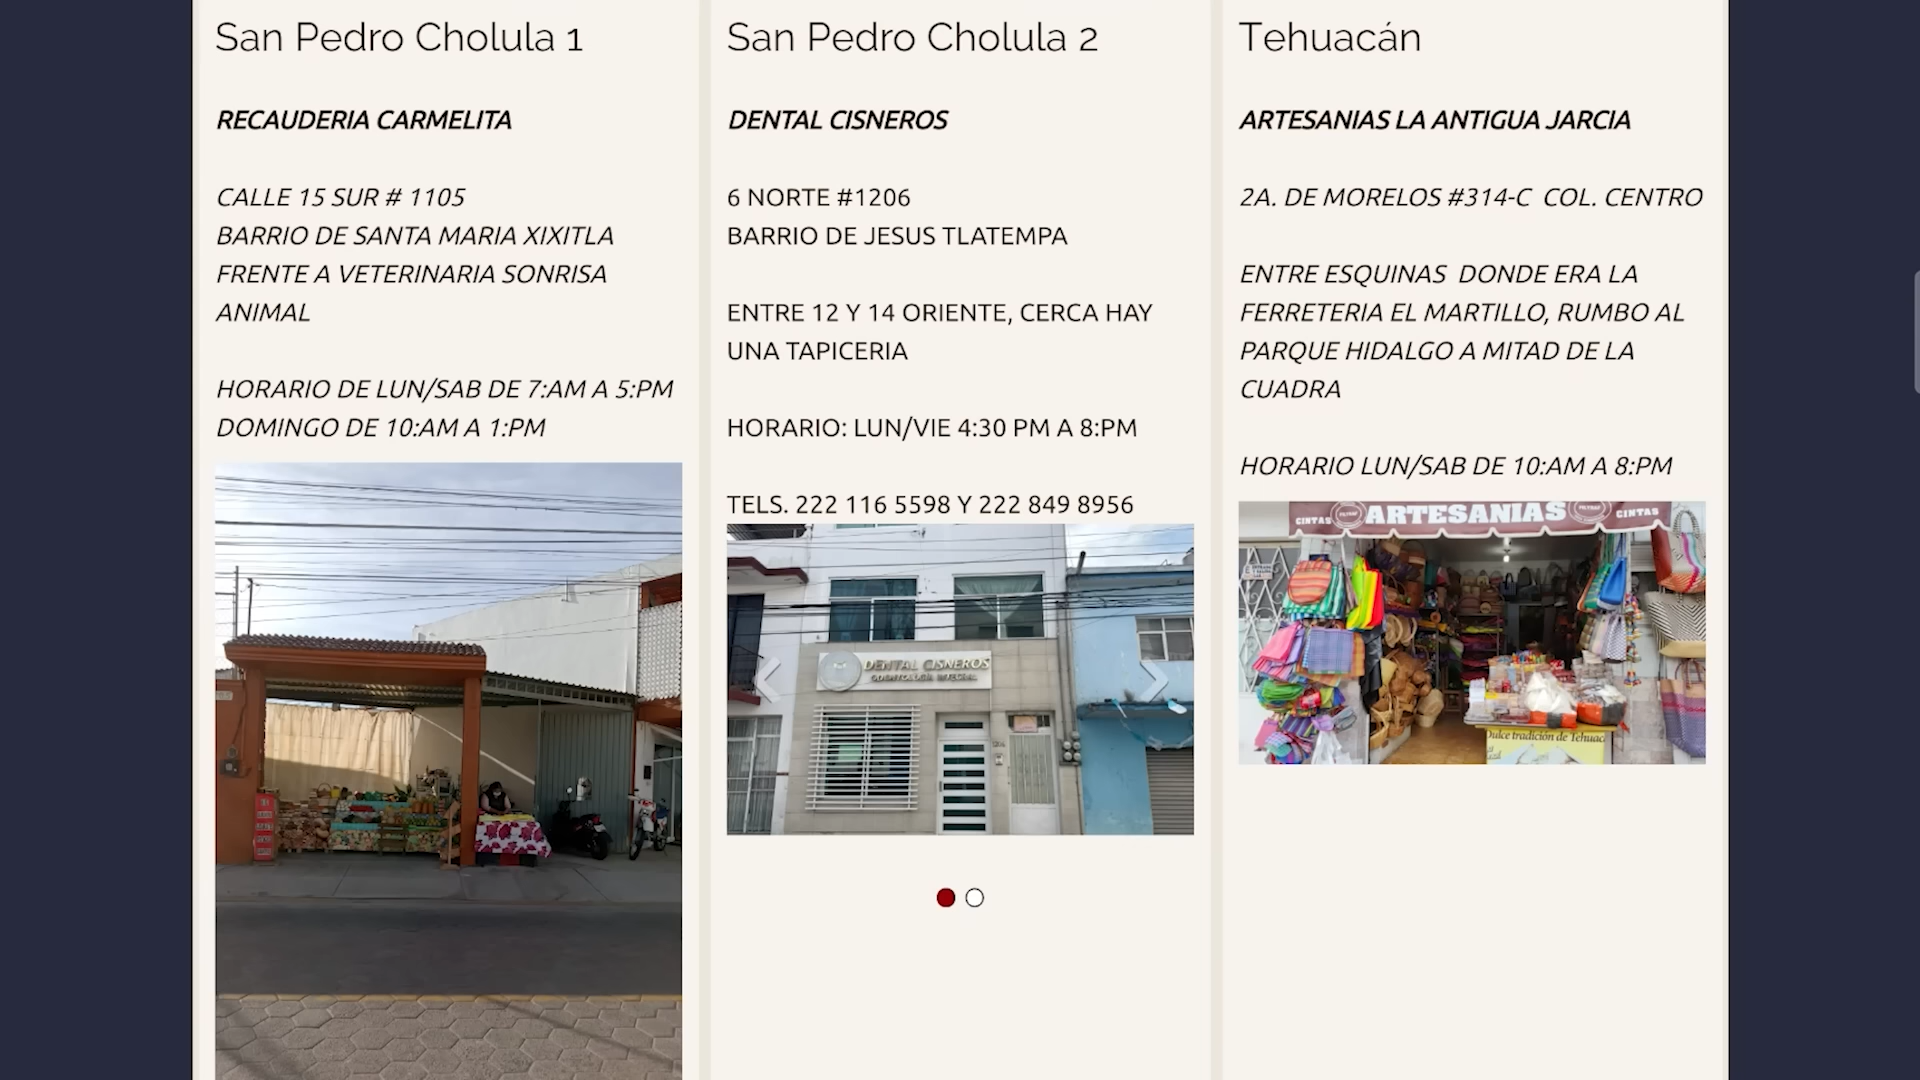 San Pedro Cholula 1
RECAUDERIA CARMELITA
CALLE 15 SUR # 1105
BARRIO DE SANTA MARIA XIXITLA
FRENTE A VETERINARIA SONRISA
ANIMAL
HORARIO DE LUN/SAB DE 7:AM A 5:PM
DOMINGO DE 10:AM A 1:PM
San Pedro Cholula 2
DENTAL CISNEROS
6 NORTE #1206
BARRIO DE JESUS TLATEMPA
ENTRE 12 Y 14 ORIENTE, CERCA HAY
UNA TAPICERIA
HORARIO: LUN/VIE 4:30 PM A 8:PM
TELS. 222 116 5598 Y 222 849 8956
DENTAL CISNEROS
ODONTOLOGIA INTEGRAL
Tehuacán
ARTESANIAS LA ANTIGUA JARCIA
2A. DE MORELOS #314-C  COL. CENTRO
ENTRE ESQUINAS  DONDE ERA LA
FERRETERIA EL MARTILLO, RUMBO AL
PARQUE HIDALGO A MITAD DE LA
CUADRA
HORARIO LUN/SAB DE 10:AM A 8:PM
CINTAS ARTESANIAS CINTAS
Dulce tradición de Tehuac